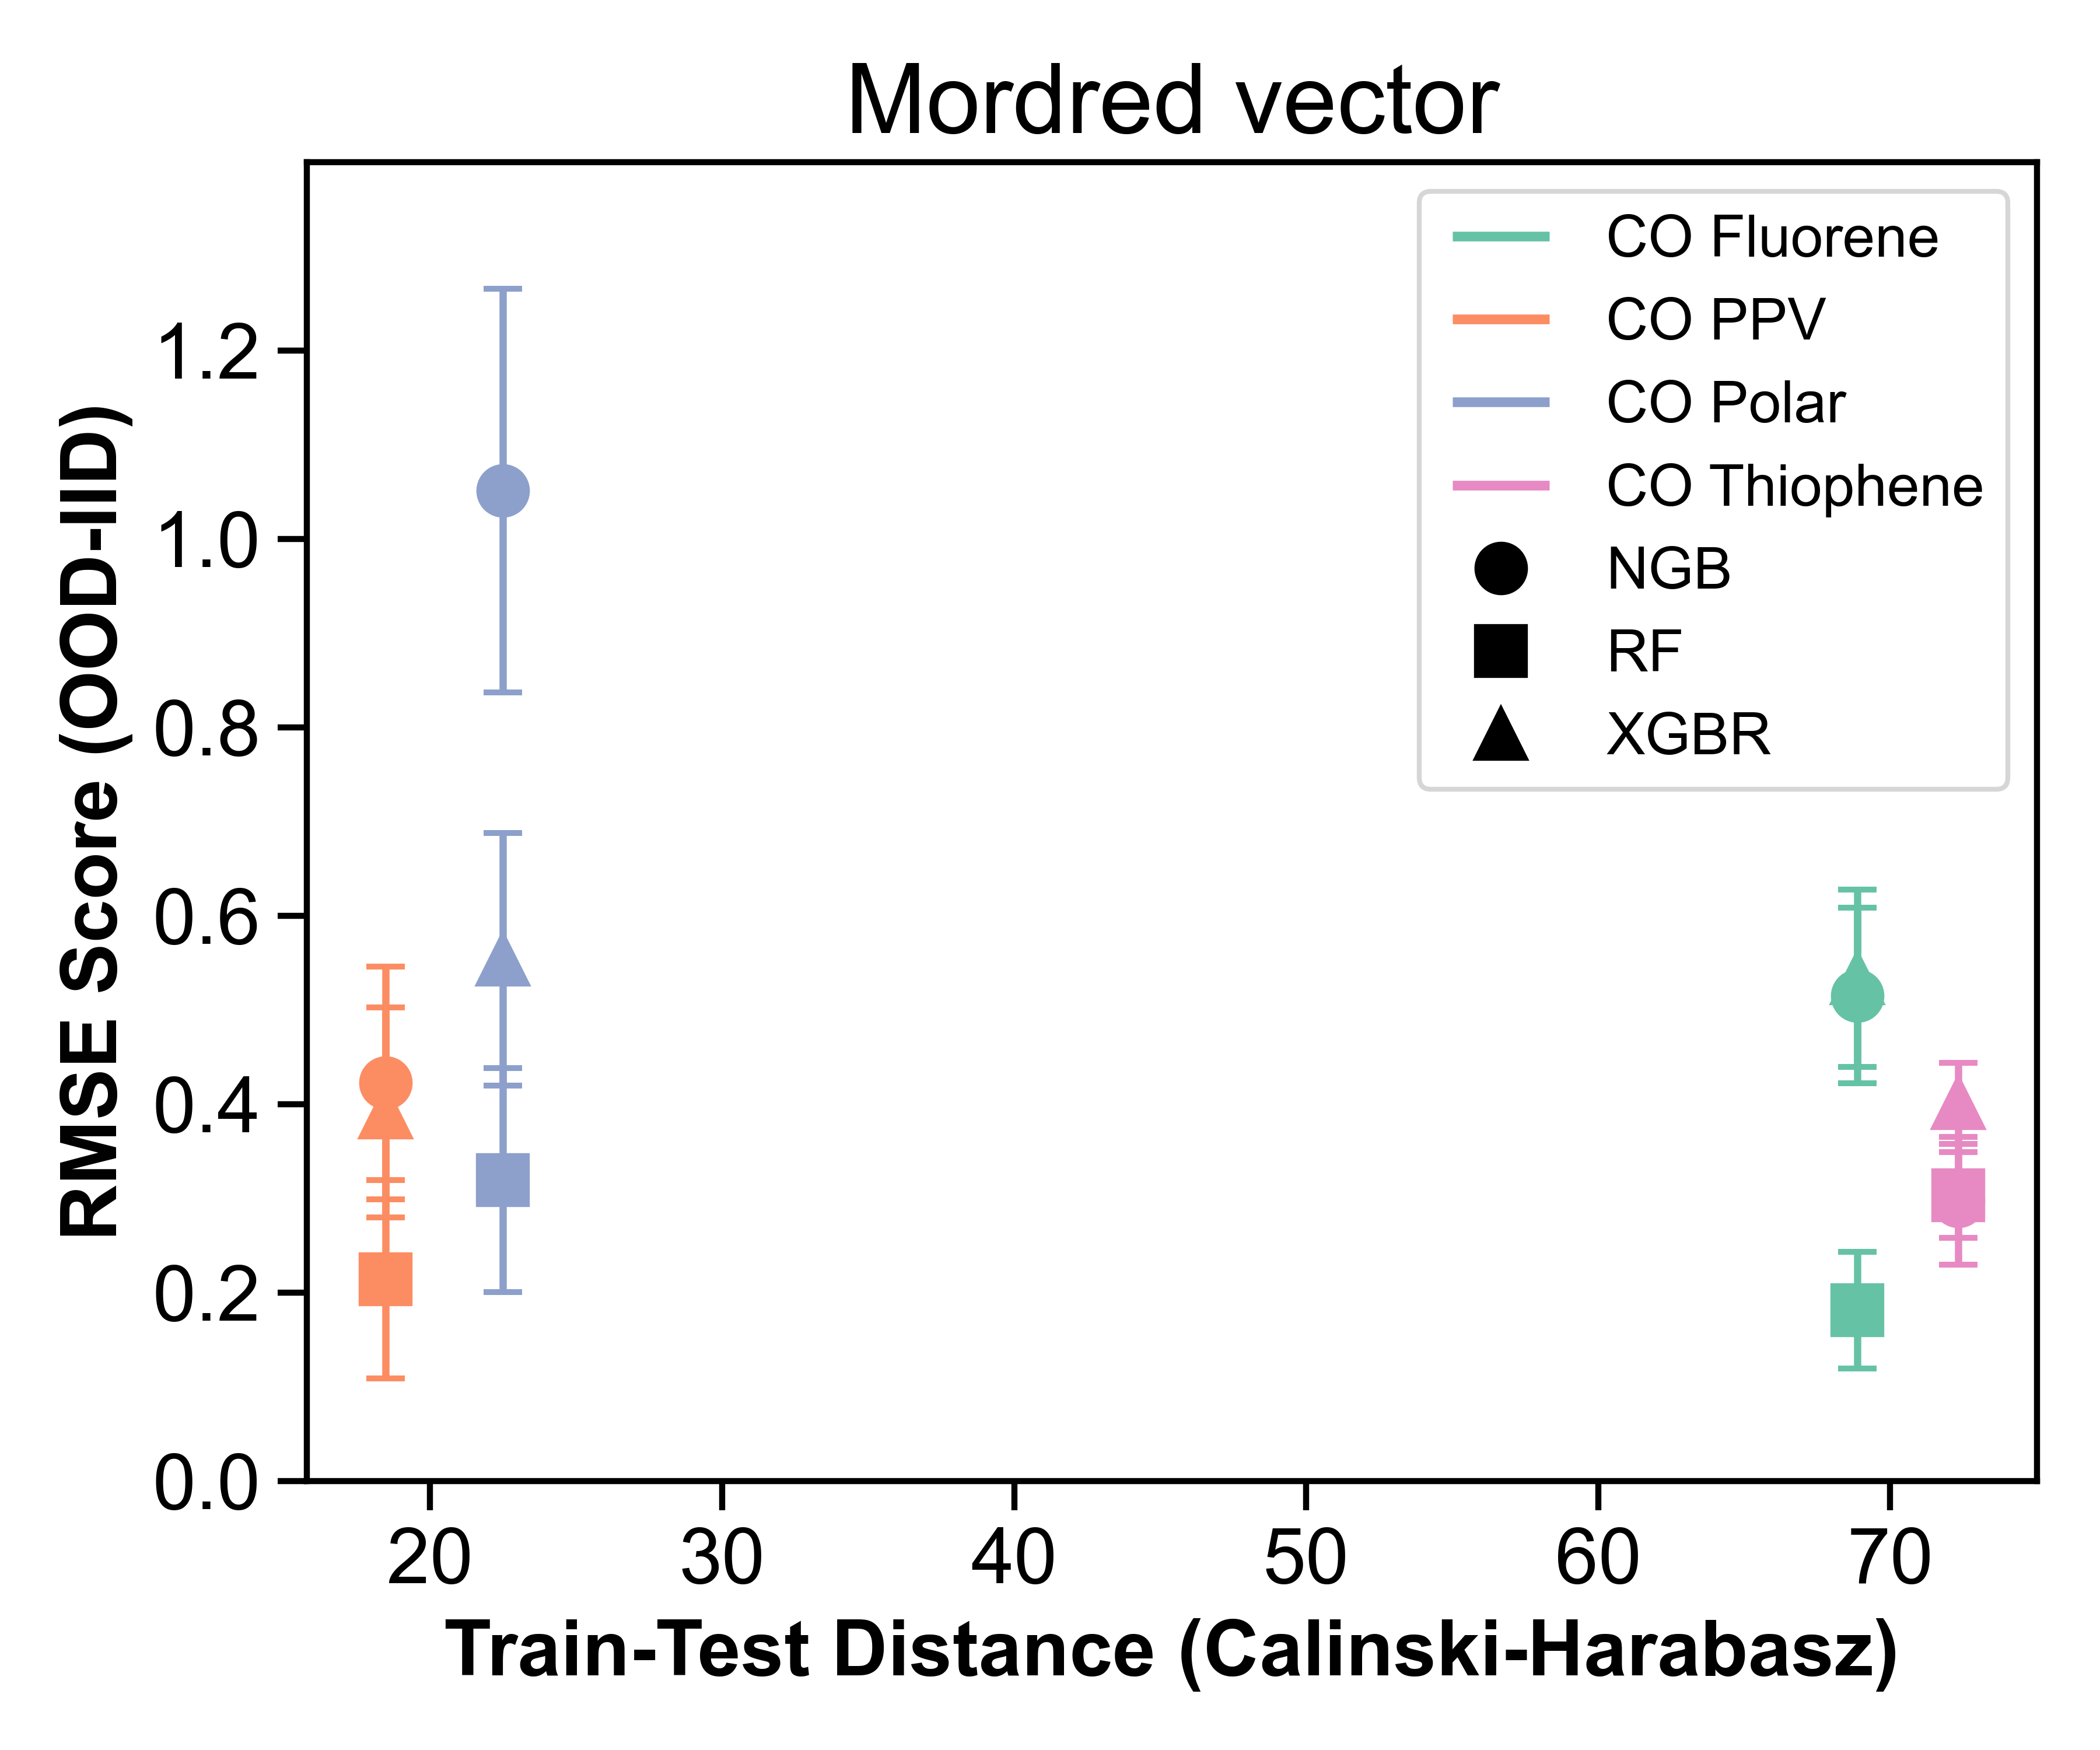 Mordred vector
CO Fluorene
CO PPV
CO Polar
CO Thiophene
NGB
RF
XGBR
RMSE Score (OOD-IID)
1.2
1.0
0.8
0.6
0.4
0.2
0.0
20 30 40 50 60 70
Train-Test Distance (Calinski-Harabasz)